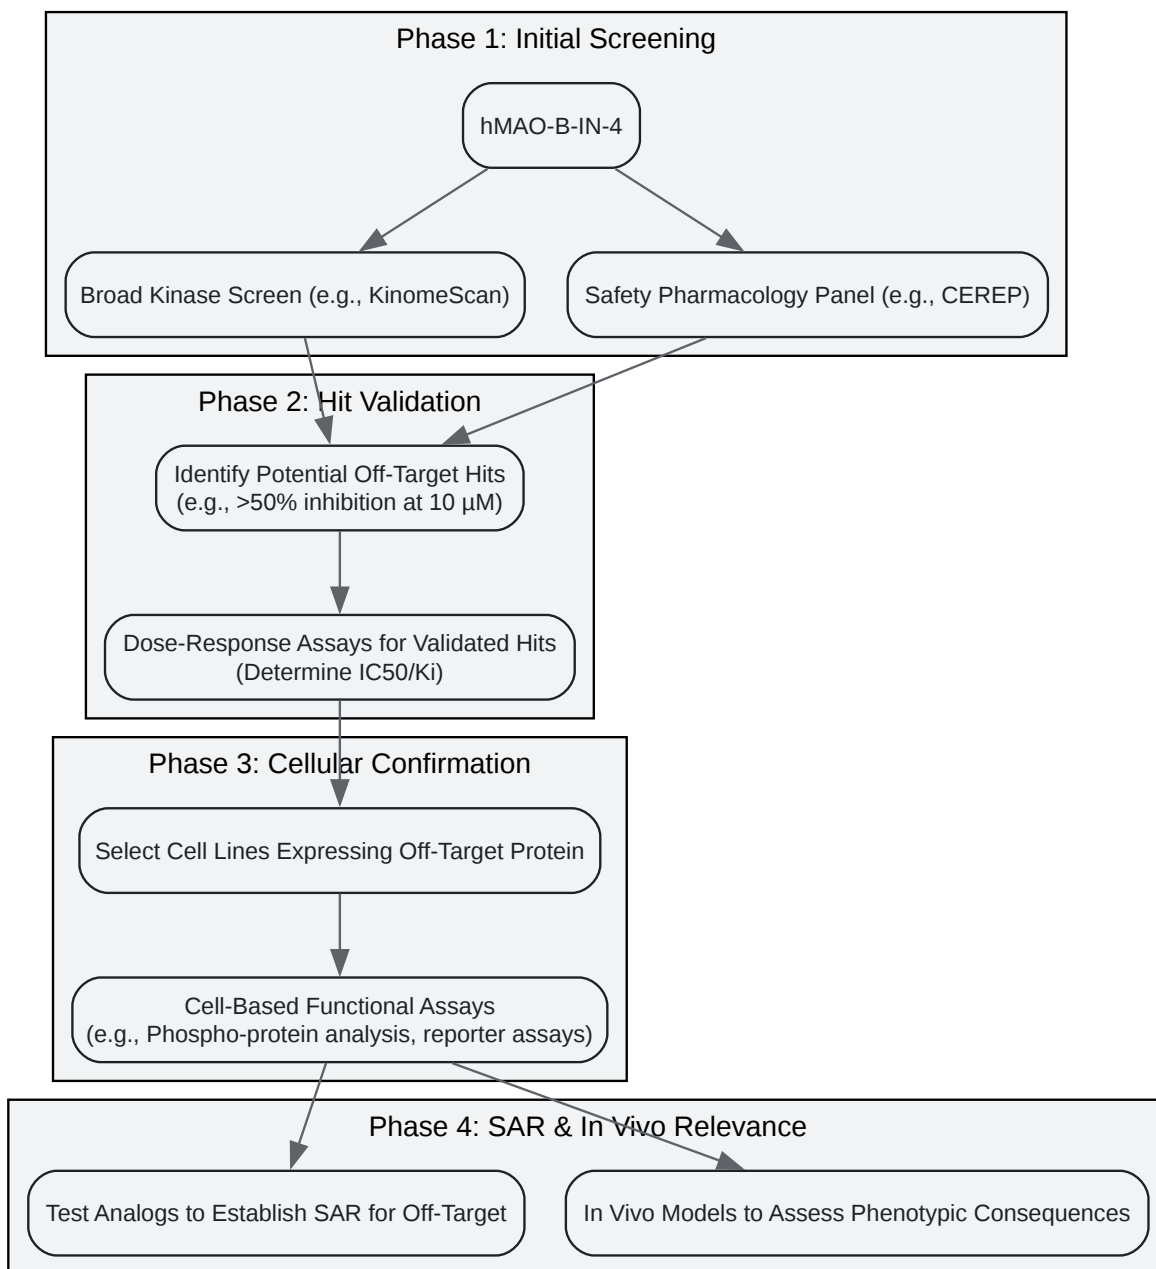 Phase 1: Initial Screening
hMAO-B-IN-4
Broad Kinase Screen (e.g., KinomeScan)
Safety Pharmacology Panel (e.g., CEREP)
Phase 2: Hit Validation
Identify Potential Off-Target Hits
(e.g., >50% inhibition at 10 µM)
Dose-Response Assays for Validated Hits
(Determine IC50/Ki)
Phase 3: Cellular Confirmation
Select Cell Lines Expressing Off-Target Protein
Cell-Based Functional Assays
(e.g., Phospho-protein analysis, reporter assays)
Phase 4: SAR & In Vivo Relevance
Test Analogs to Establish SAR for Off-Target
In Vivo Models to Assess Phenotypic Consequences